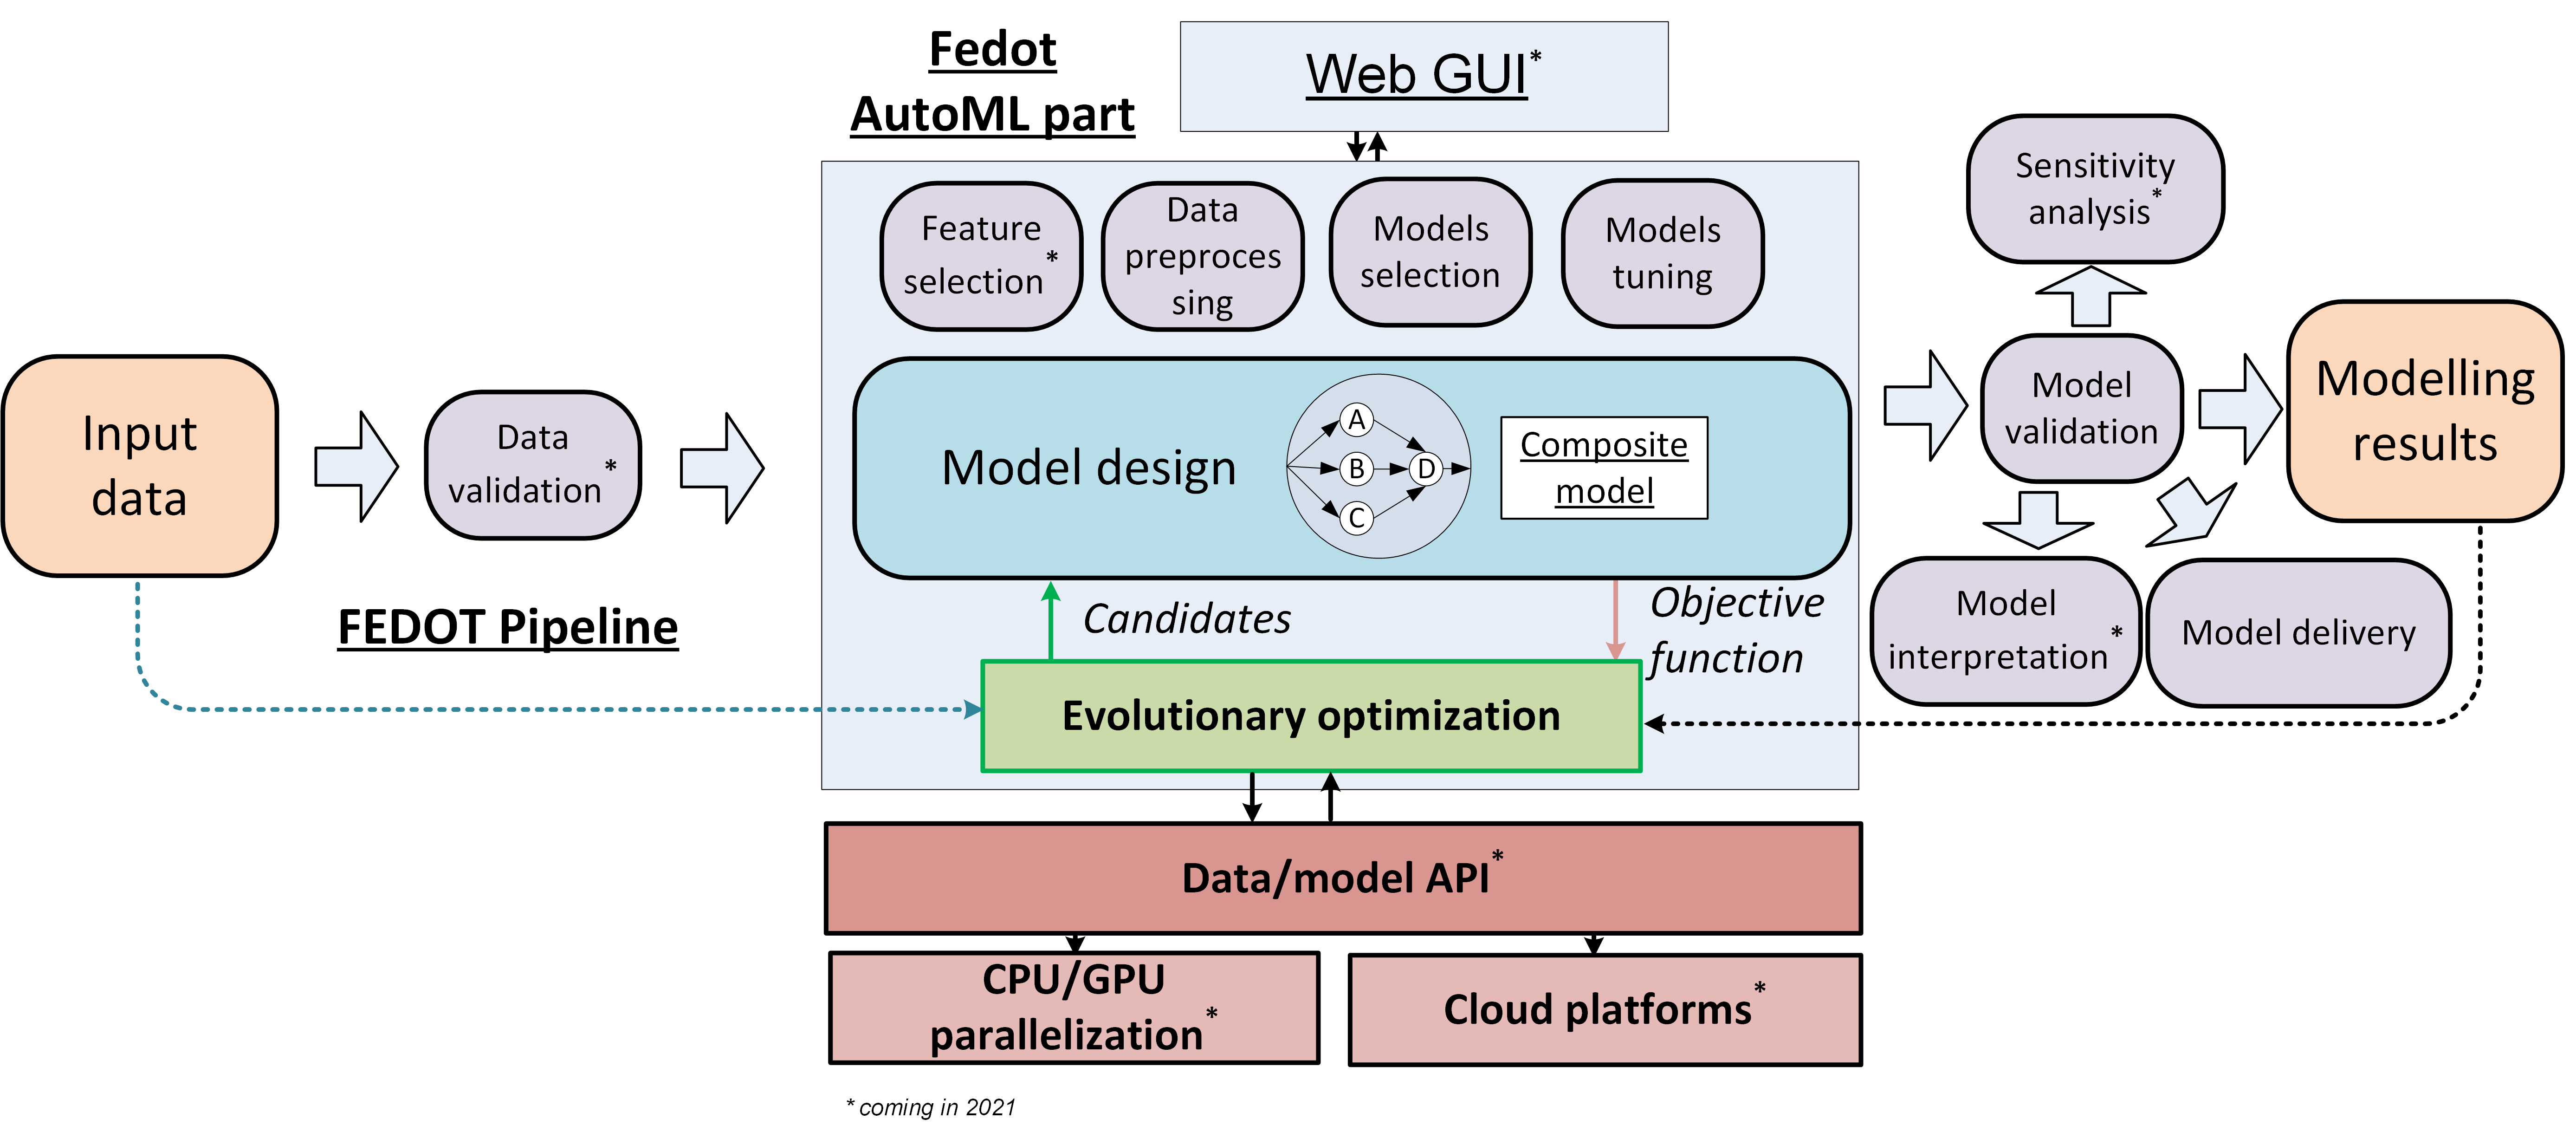 Fedot
AutoML part
Web GUI*
Feature
selection*
Data
preproces
sing
Models
selection
Models
tuning
Sensitivity
analysis*
Input
data
Data
validation*
Model design
A
B
C
D
Composite
model
Model
validation
Modelling
results
FEDOT Pipeline
Candidates
Objective
function
Model
interpretation*
Model delivery
Evolutionary optimization
Data/model API*
CPU/GPU
parallelization*
Cloud platforms*
* coming in 2021